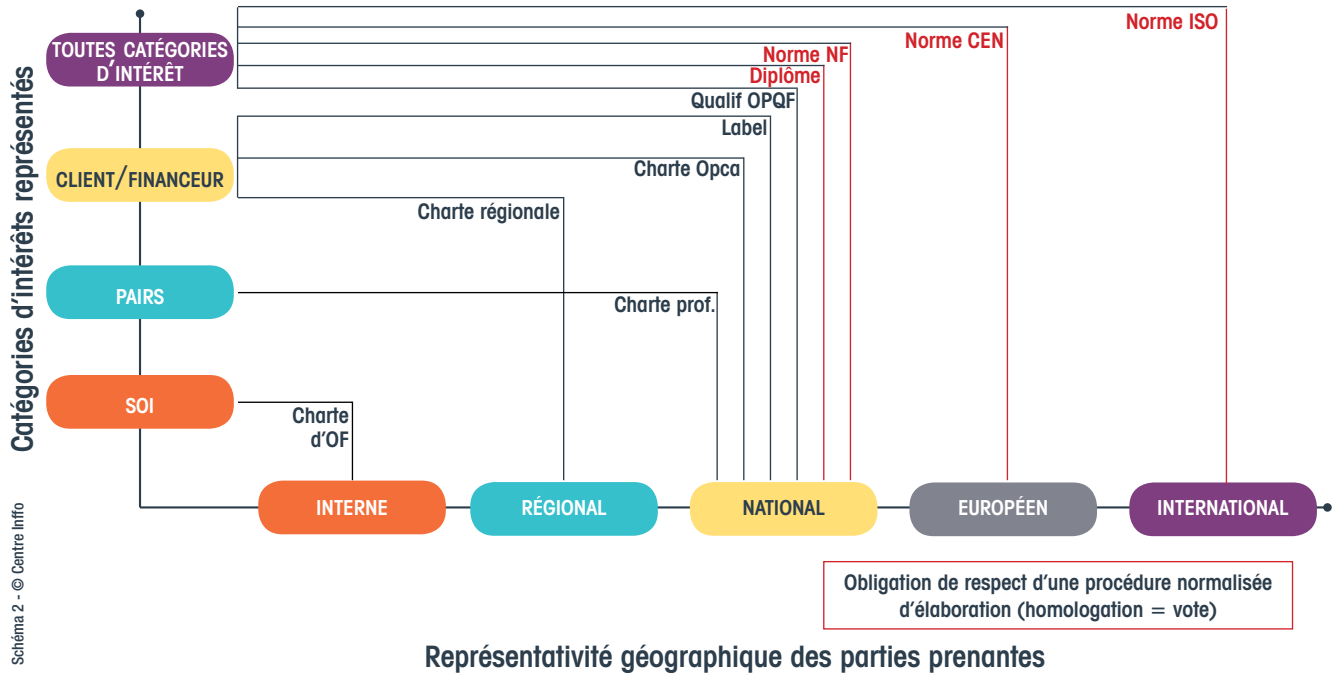 Norme ISO
Norme CEN
TOUTES CATÉGORIES
D'INTÉRÊT
Norme NF
Diplôme
Qualif OPQF
Label
CLIENT/FINANCEUR
Charte Opca
Charte régionale
PAIRS
Charte prof.
SOI
Charte
d'OF
Catégories d'intérêts représentés
INTERNE
RÉGIONAL
NATIONAL
EUROPÉEN
INTERNATIONAL
Obligation de respect d'une procédure normalisée
d'élaboration (homologation = vote)
Représentativité géographique des parties prenantes
Schéma 2 - © Centre Inffo